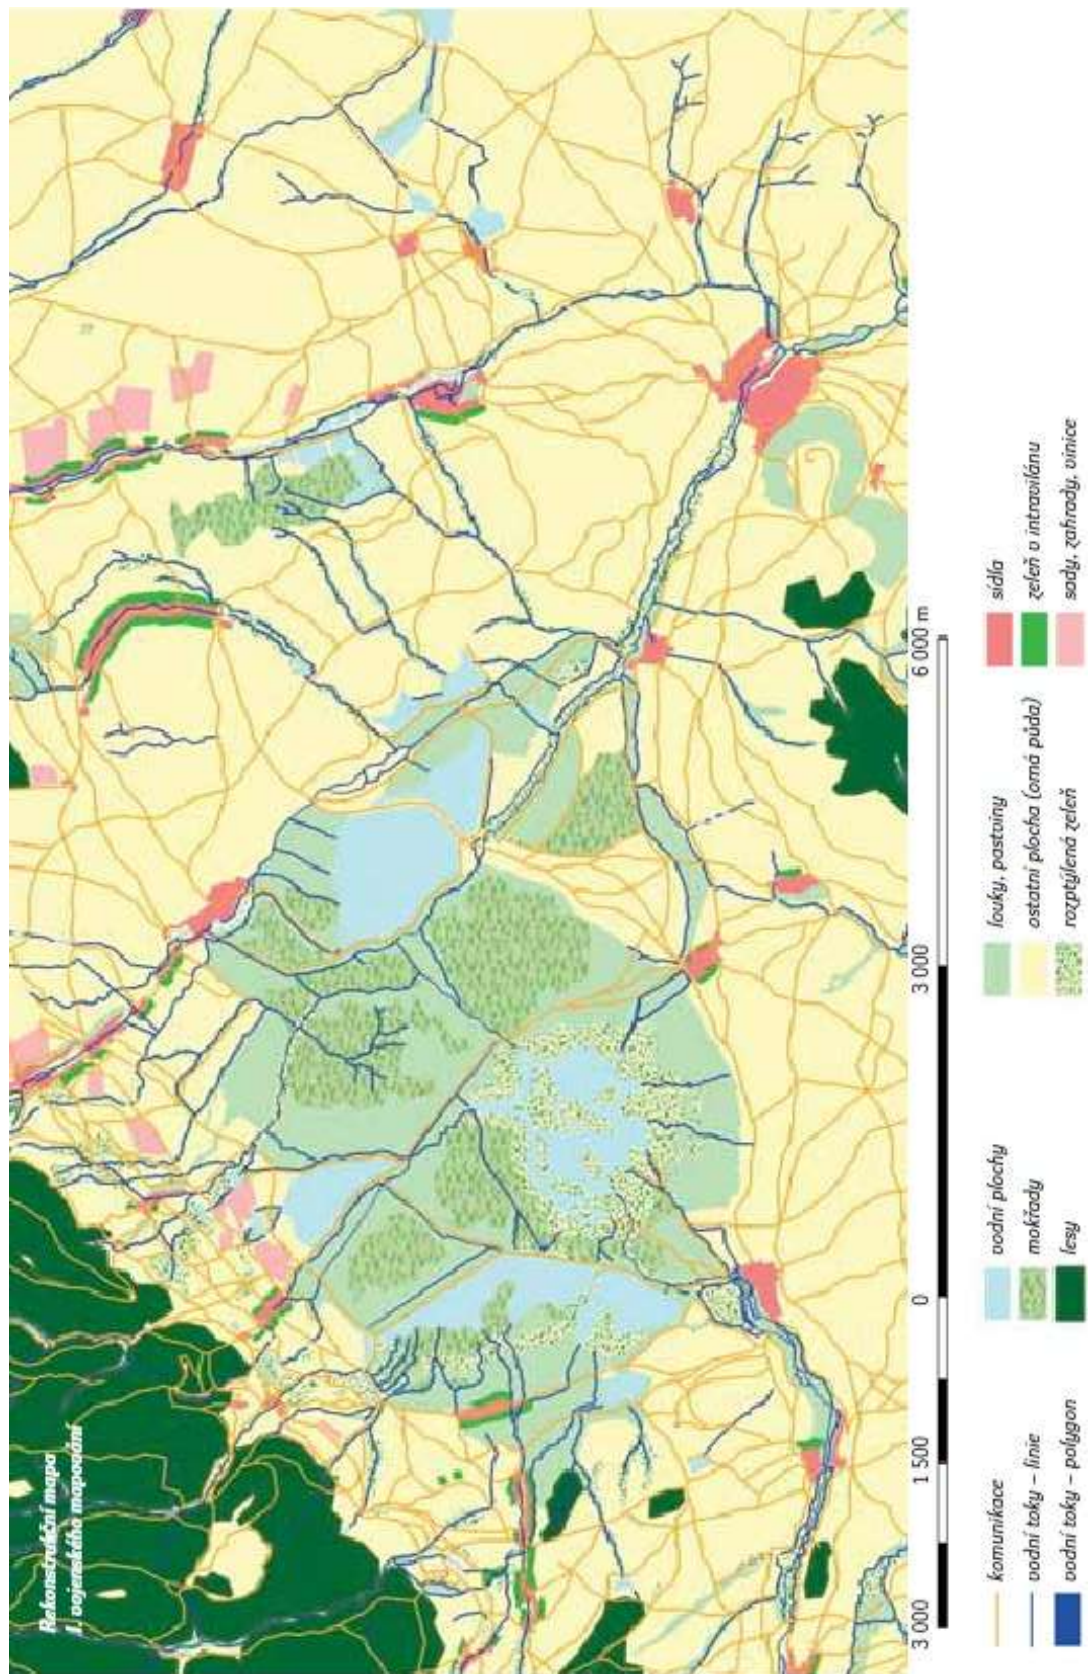 Rekonstrukční mapa
I. vojenského mapování
3 000
1 500
0
3 000
6 000 m
komunikace
vodní toky – linie
vodní toky – polygon
vodní plochy
mokřady
lesy
louky, pastviny
ostatní plocha (orná půda)
rozptýlená zeleň
sídla
zeleň v intravilánu
sady, zahrady, vinice